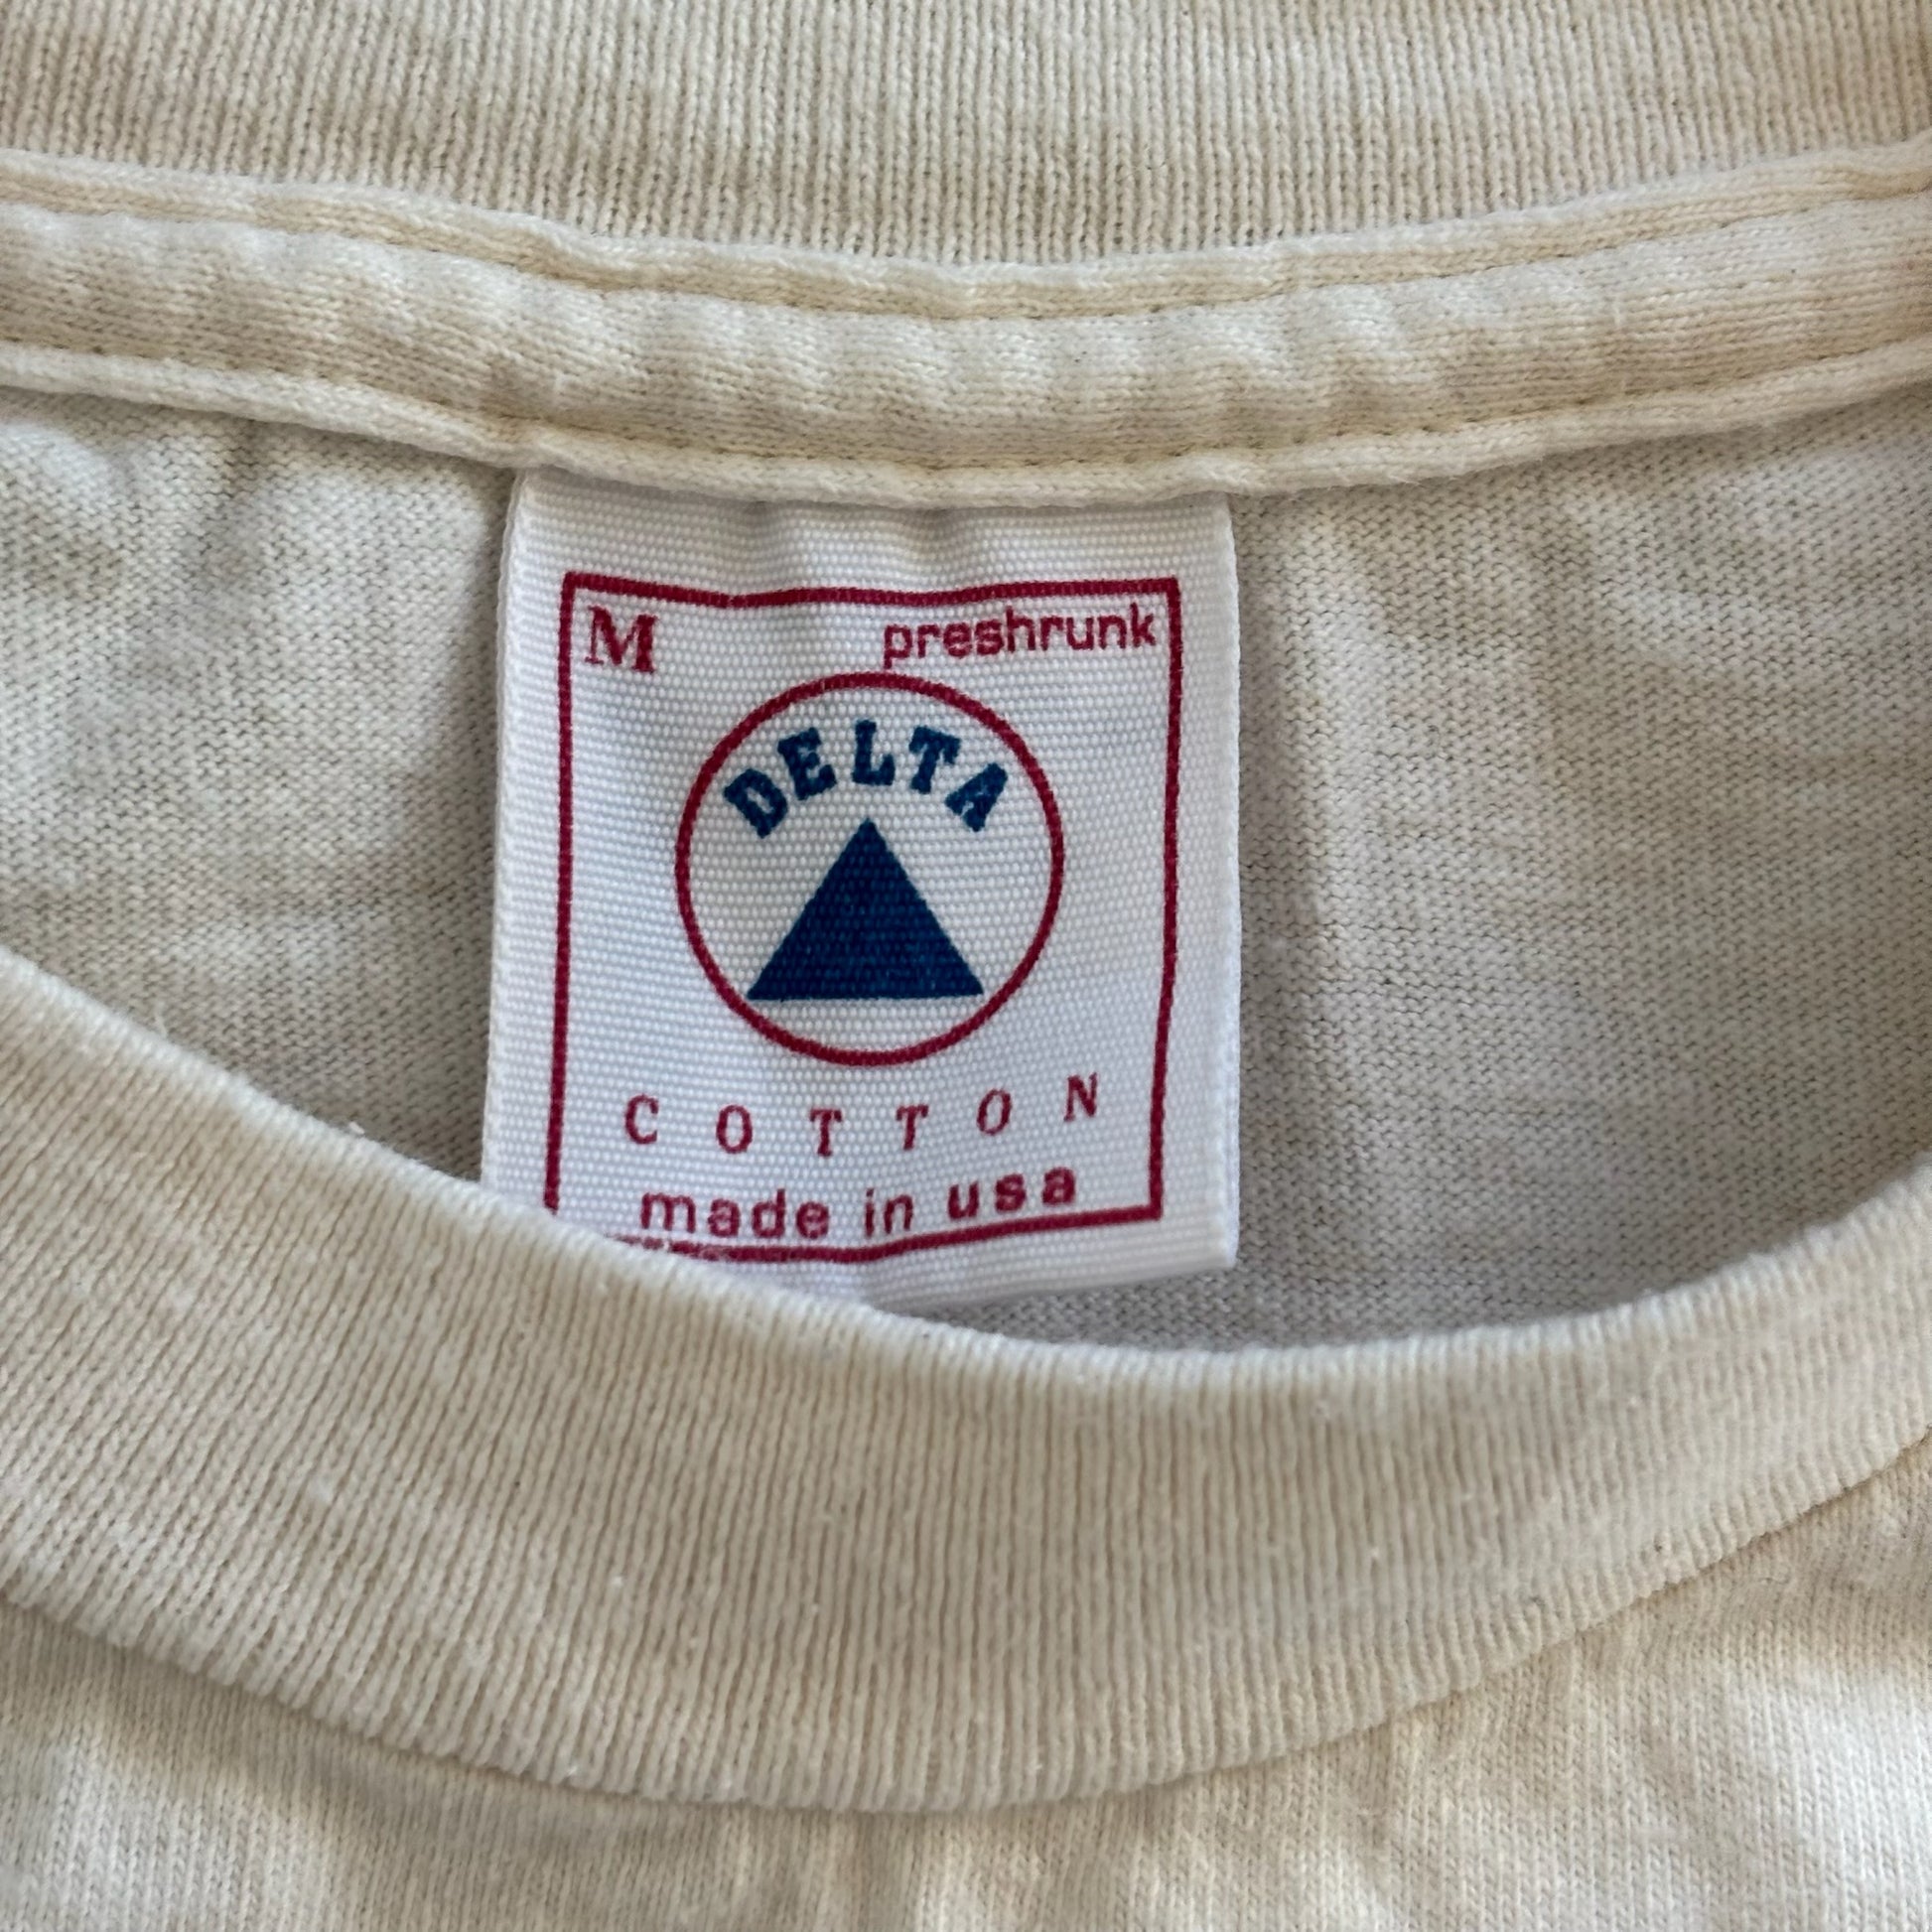 M preshrunk
DELTA
COTTON
made in usa